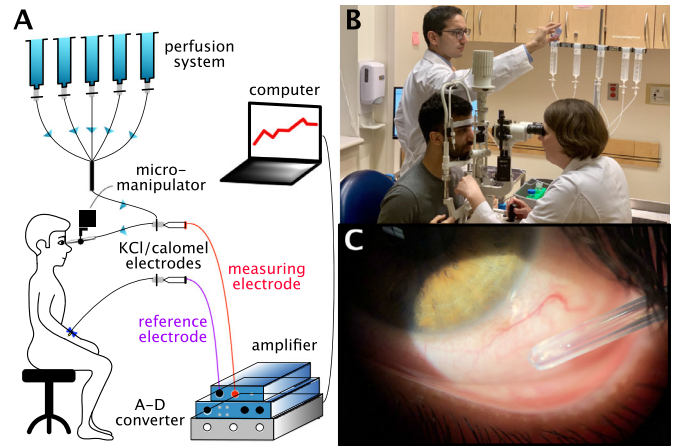 A
perfusion
system
computer
micro-
manipulator
KCl/calomel
electrodes
measuring
electrode
reference
electrode
amplifier
A-D
converter
B
C